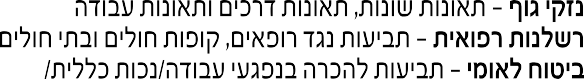 נזקי גוף – תאונות שונות, תאונות דרכים ותאונות עבודה
רשלנות רפואית – תביעות נגד רופאים, קופות חולים ובתי חולים
ביטוח לאומי – תביעות להכרה בנפגעי עבודה/נכות כללית/